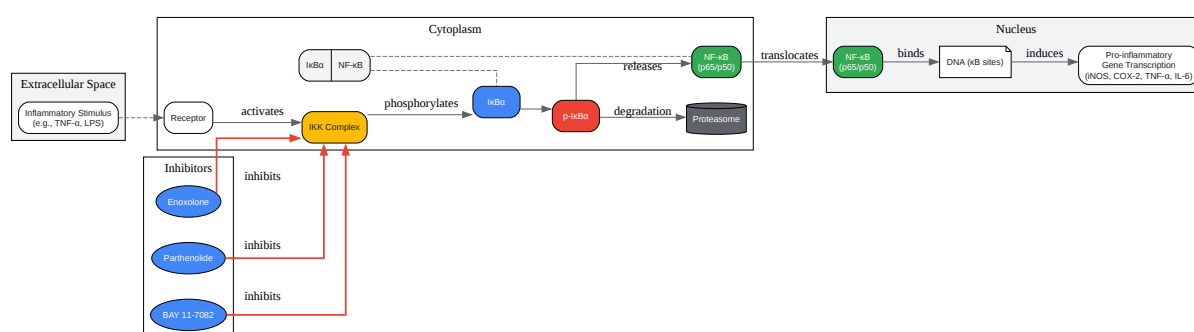 Cytoplasm
Nucleus
Extracellular Space
Inflammatory Stimulus
(e.g., TNF-α, LPS)
Receptor
activates
IKK Complex
IκBα
NF-κB
phosphorylates
IκBα
p-IκBα
releases
degradation
NF-κB
(p65/p50)
Proteasome
translocates
NF-κB
(p65/p50)
binds
DNA (κB sites)
induces
Pro-inflammatory
Gene Transcription
(iNOS, COX-2, TNF-α, IL-6)
Inhibitors
Enoxolone
inhibits
Parthenolide
inhibits
BAY 11-7082
inhibits